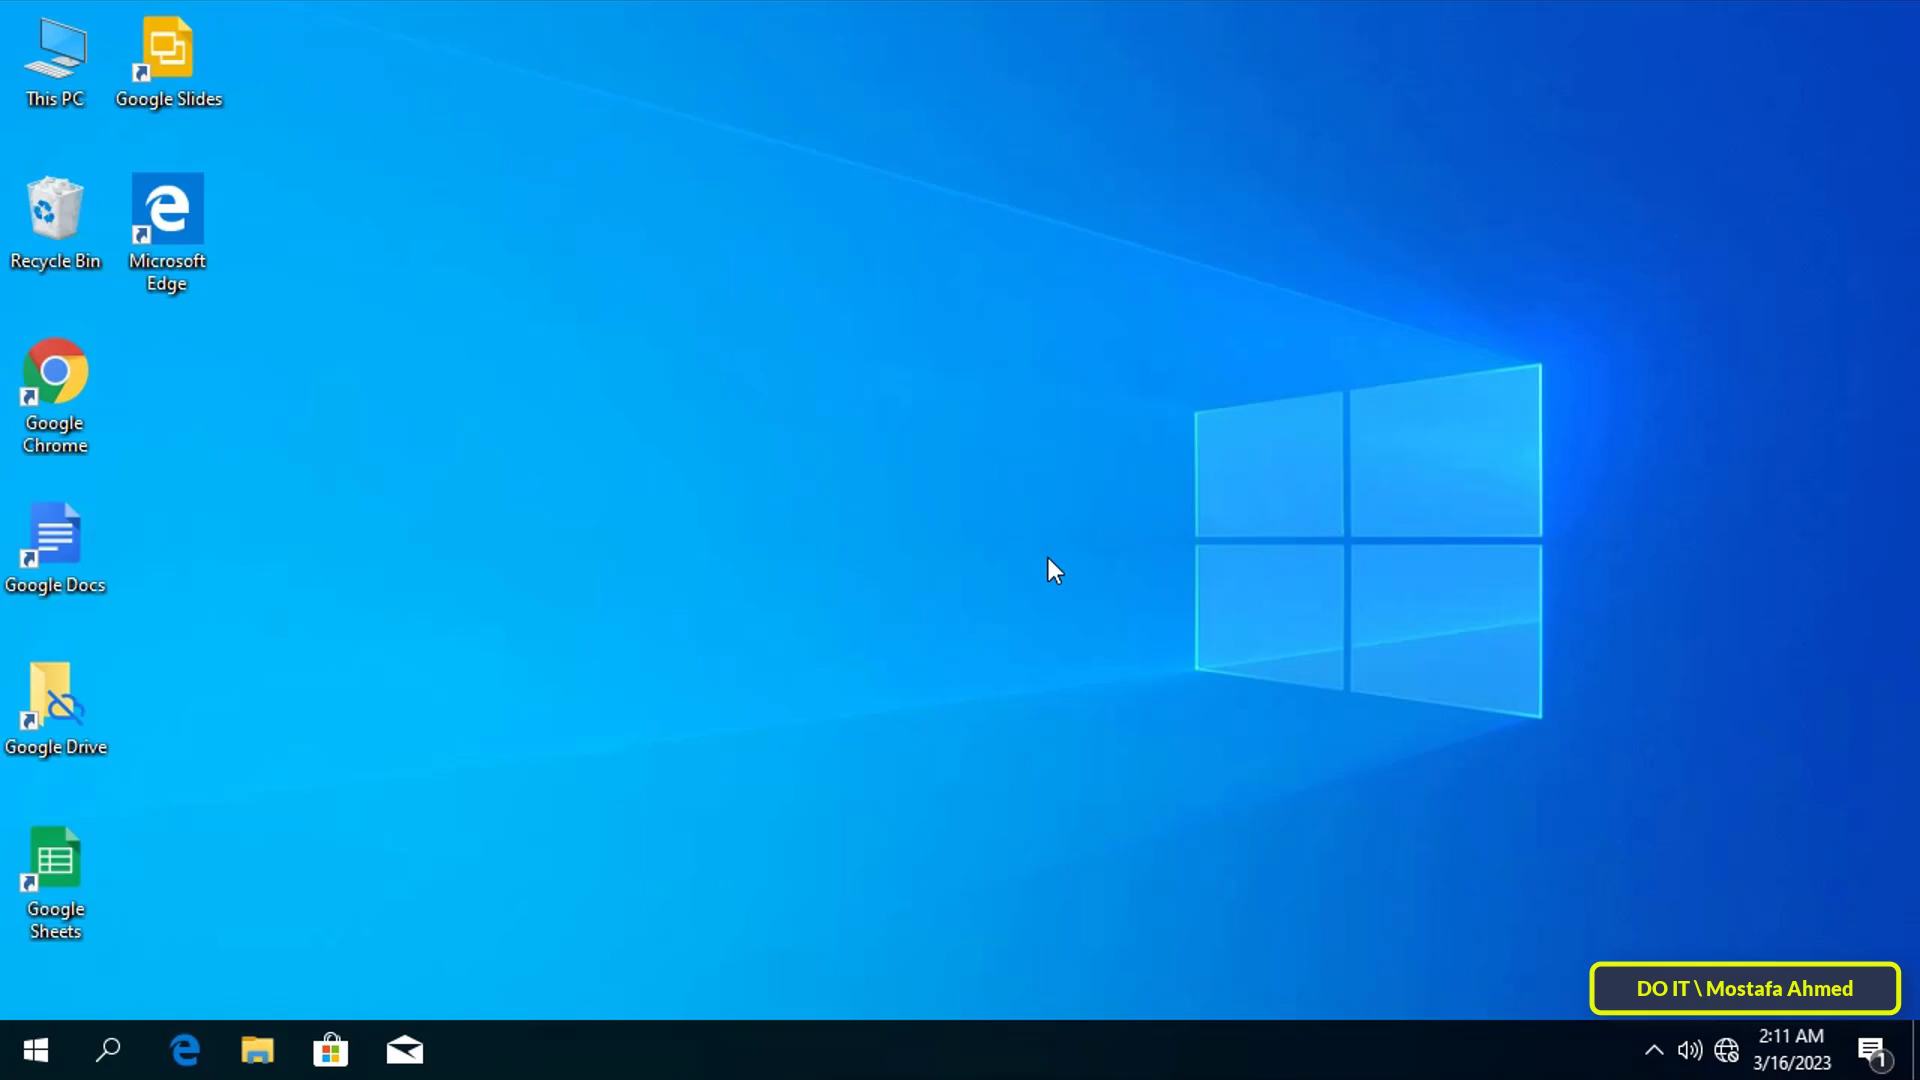 This PC
Google Slides
Recycle Bin
Microsoft
Edge
Google
Chrome
Google Docs
Google Drive
Google
Sheets
DO IT \ Mostafa Ahmed
2:11 AM
3/16/2023
1